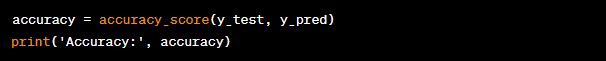 accuracy = accuracy_score(y_test, y_pred)
print('Accuracy:', accuracy)